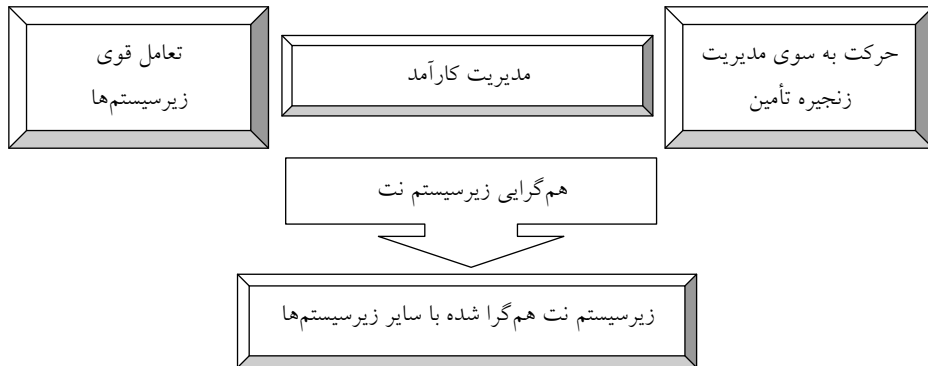 حرکت به سوی مدیریت
زنجیره تأمین
مدیریت کارآمد
تعامل قوی
زیرسیستم‌ها
هم‌گرایی زیرسیستم نت
زیرسیستم نت هم‌گرا شده با سایر زیرسیستم‌ها